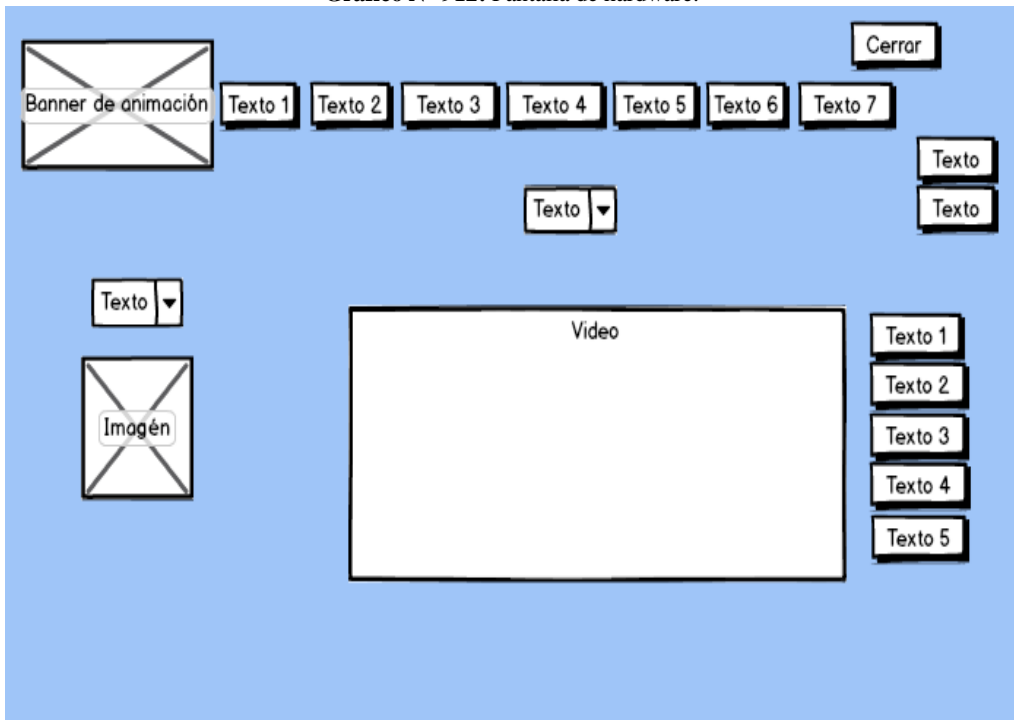 Cerrar
Banner de animación
Texto 1
Texto 2
Texto 3
Texto 4
Texto 5
Texto 6
Texto 7
Texto
Texto
Texto
Texto
Imagén
Video
Texto 1
Texto 2
Texto 3
Texto 4
Texto 5